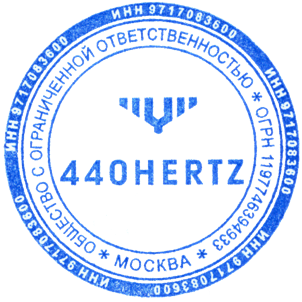 ИНН 9717083600
ИНН 9717083600
ИНН 9717083600
ИНН 9717083600
ИНН 9717083600
ИНН 9717083600
ОБЩЕСТВО С ОГРАНИЧЕННОЙ ОТВЕТСТВЕННОСТЬЮ * ОГРН 1197746394933
* МОСКВА *
440HERTZ